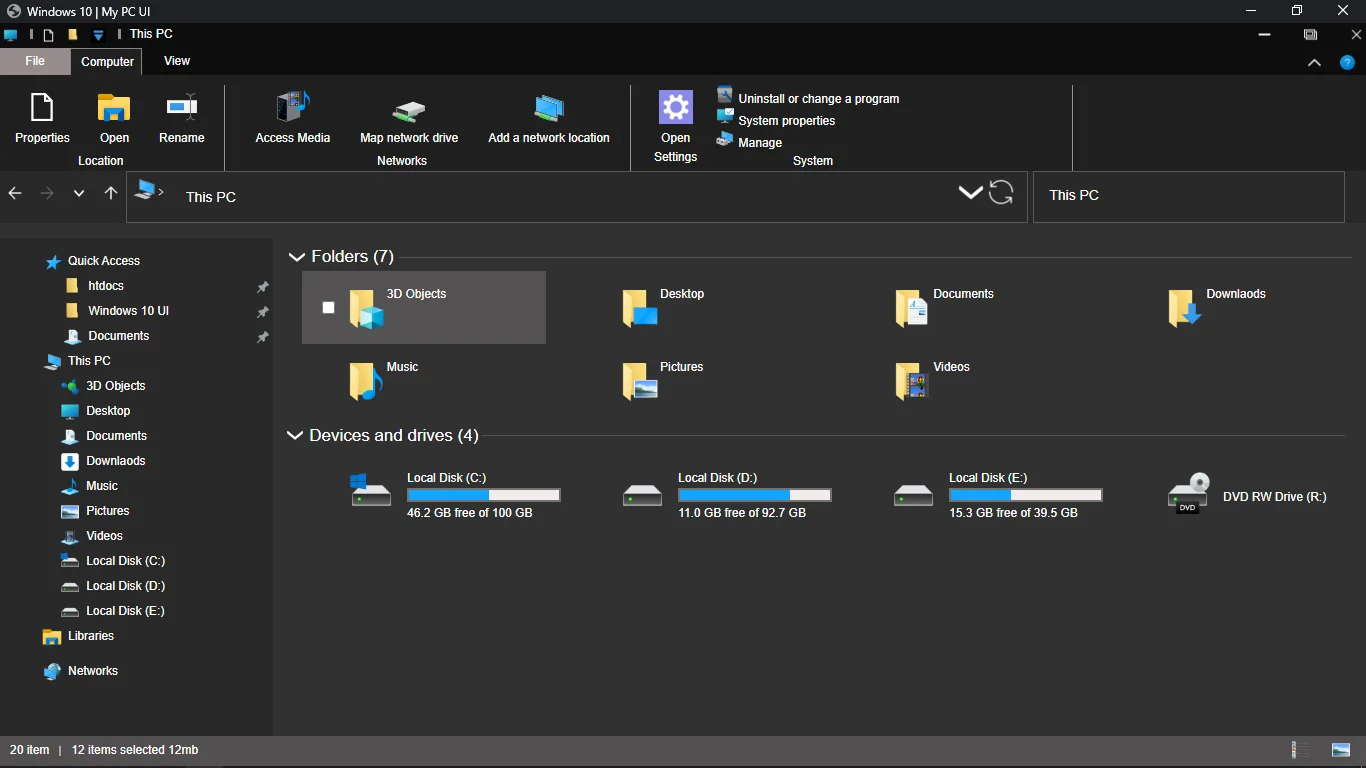 Windows 10 | My PC UI
This PC
File Computer View
Properties Open Rename Access Media Map network drive Add a network location Open Settings
Uninstall or change a program
System properties
Manage
Location Networks System
This PC This PC
Quick Access
htdocs
Windows 10 UI
Documents
This PC
3D Objects
Desktop
Documents
Downlaods
Music
Pictures
Videos
Local Disk (C:)
Local Disk (D:)
Local Disk (E:)
Libraries
Networks
Folders (7)
3D Objects Desktop Documents Downlaods
Music Pictures Videos
Devices and drives (4)
Local Disk (C:) Local Disk (D:) Local Disk (E:)
DVD RW Drive (R:)
46.2 GB free of 100 GB 11.0 GB free of 92.7 GB 15.3 GB free of 39.5 GB
DVD
20 item | 12 items selected 12mb